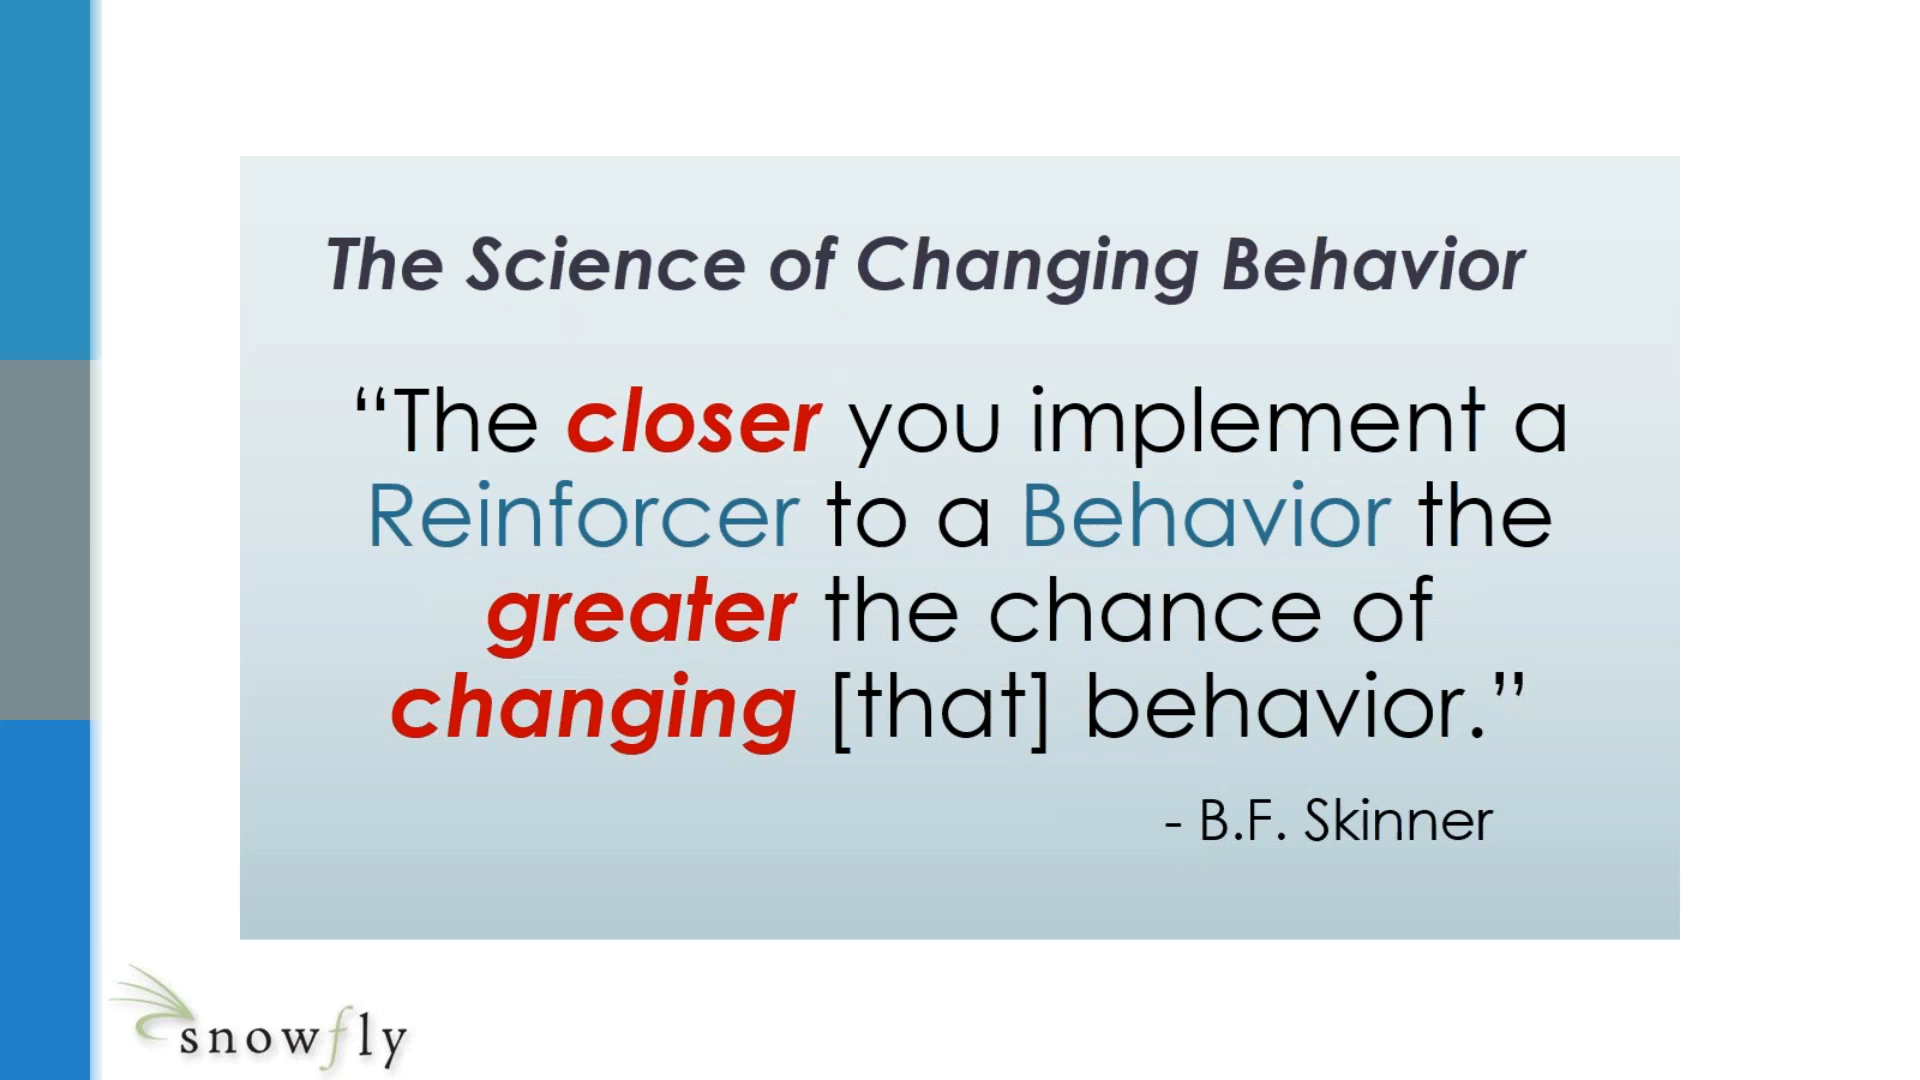 The Science of Changing Behavior
“The closer you implement a
Reinforcer to a Behavior the
greater the chance of
changing [that] behavior.”
- B.F. Skinner
snowfly